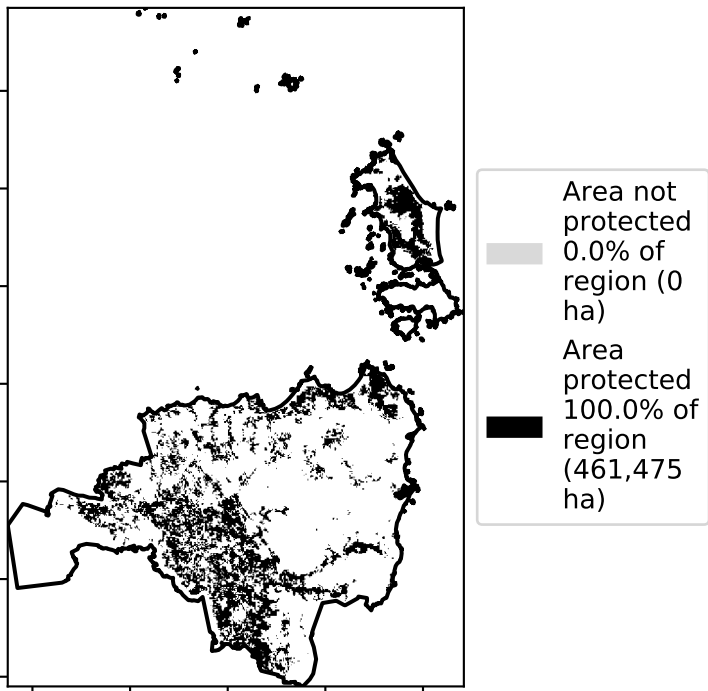 Area not
protected
0.0% of
region (0
ha)
Area
protected
100.0% of
region
(461,475
ha)